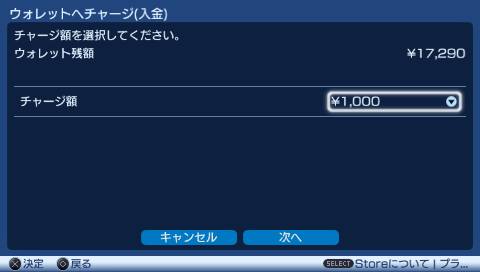 ウォレットへチャージ(入金)
チャージ額を選択してください。
ウォレット残額 ¥17,290
チャージ額 ¥1,000
キャンセル 次へ
決定 戻る SELECT Storeについて | プラ...